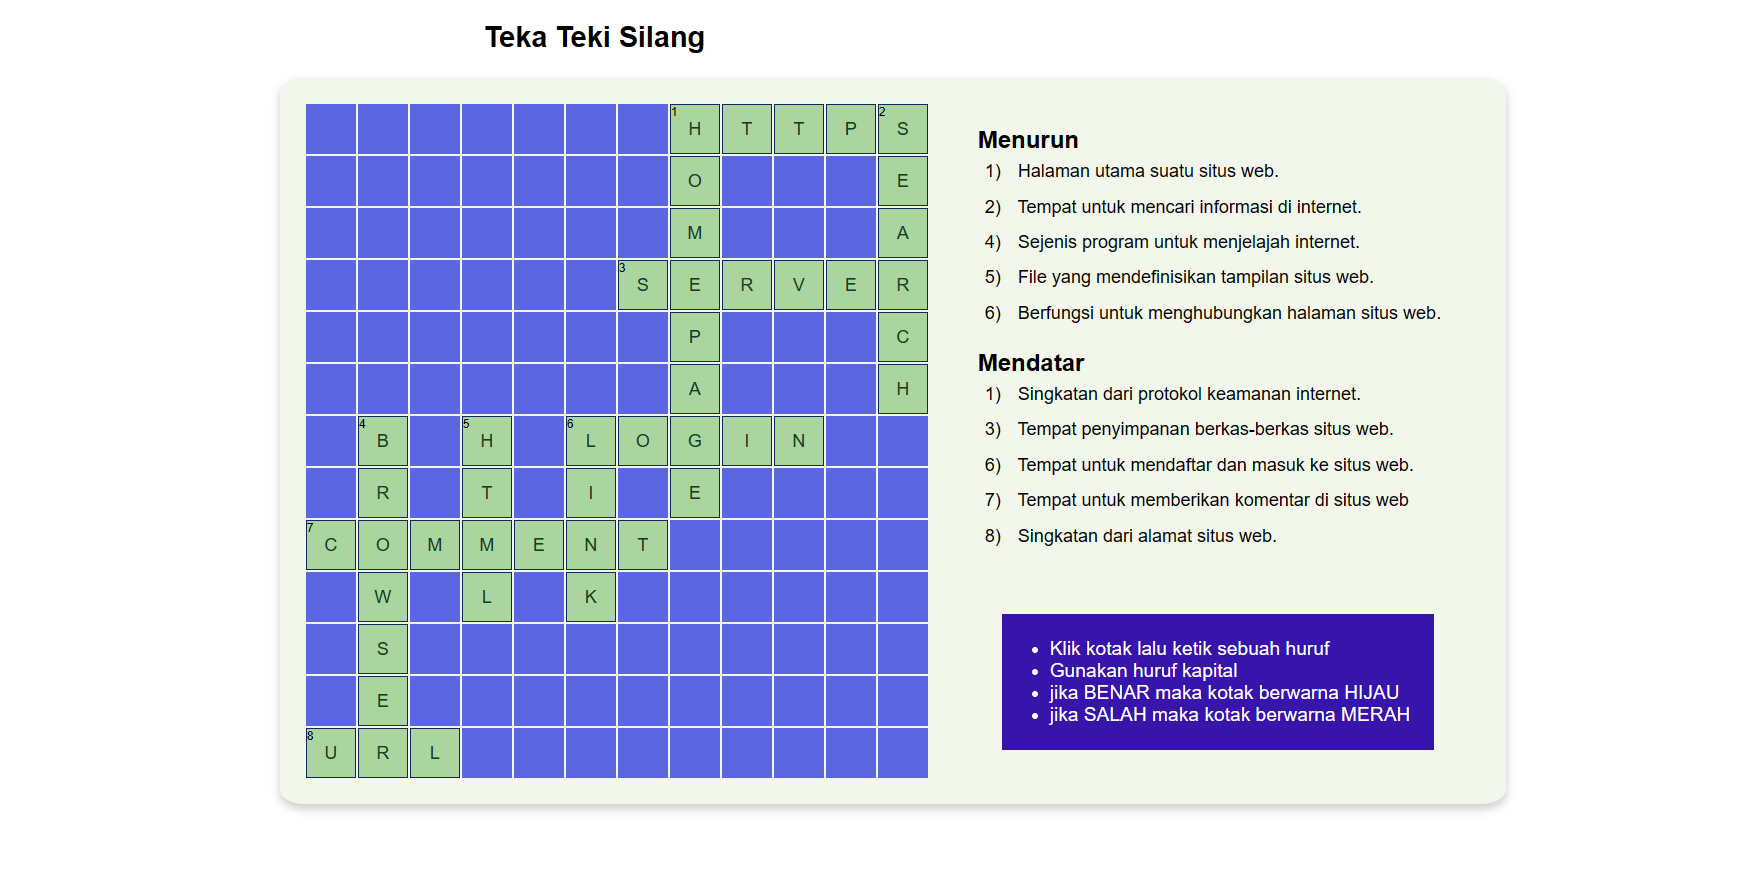 Teka Teki Silang
1 H T T P 2 S
O E
M A
3 S E R V E R
P C
A H
4 B 5 H 6 L O G I N
R T I E
7 C O M M E N T
W L K
S
E
8 U R L
Menurun
1) Halaman utama suatu situs web.
2) Tempat untuk mencari informasi di internet.
4) Sejenis program untuk menjelajah internet.
5) File yang mendefinisikan tampilan situs web.
6) Berfungsi untuk menghubungkan halaman situs web.
Mendatar
1) Singkatan dari protokol keamanan internet.
3) Tempat penyimpanan berkas-berkas situs web.
6) Tempat untuk mendaftar dan masuk ke situs web.
7) Tempat untuk memberikan komentar di situs web
8) Singkatan dari alamat situs web.
• Klik kotak lalu ketik sebuah huruf
• Gunakan huruf kapital
• jika BENAR maka kotak berwarna HIJAU
• jika SALAH maka kotak berwarna MERAH